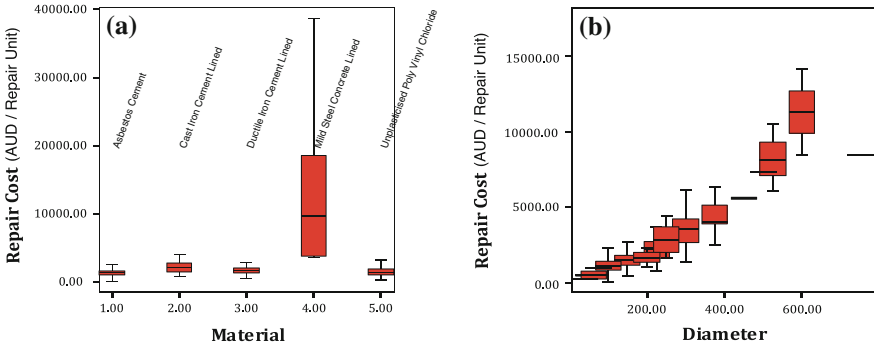 (a)
Repair Cost (AUD / Repair Unit)
40000.00
30000.00
20000.00
10000.00
0.00
Asbestos Cement
Cast Iron Cement Lined
Ductile Iron Cement Lined
Mild Steel Concrete Lined
Unplasticised Poly Vinyl Chloride
1.00 2.00 3.00 4.00 5.00
Material
(b)
Repair Cost (AUD / Repair Unit)
15000.00
10000.00
5000.00
0.00
200.00 400.00 600.00
Diameter